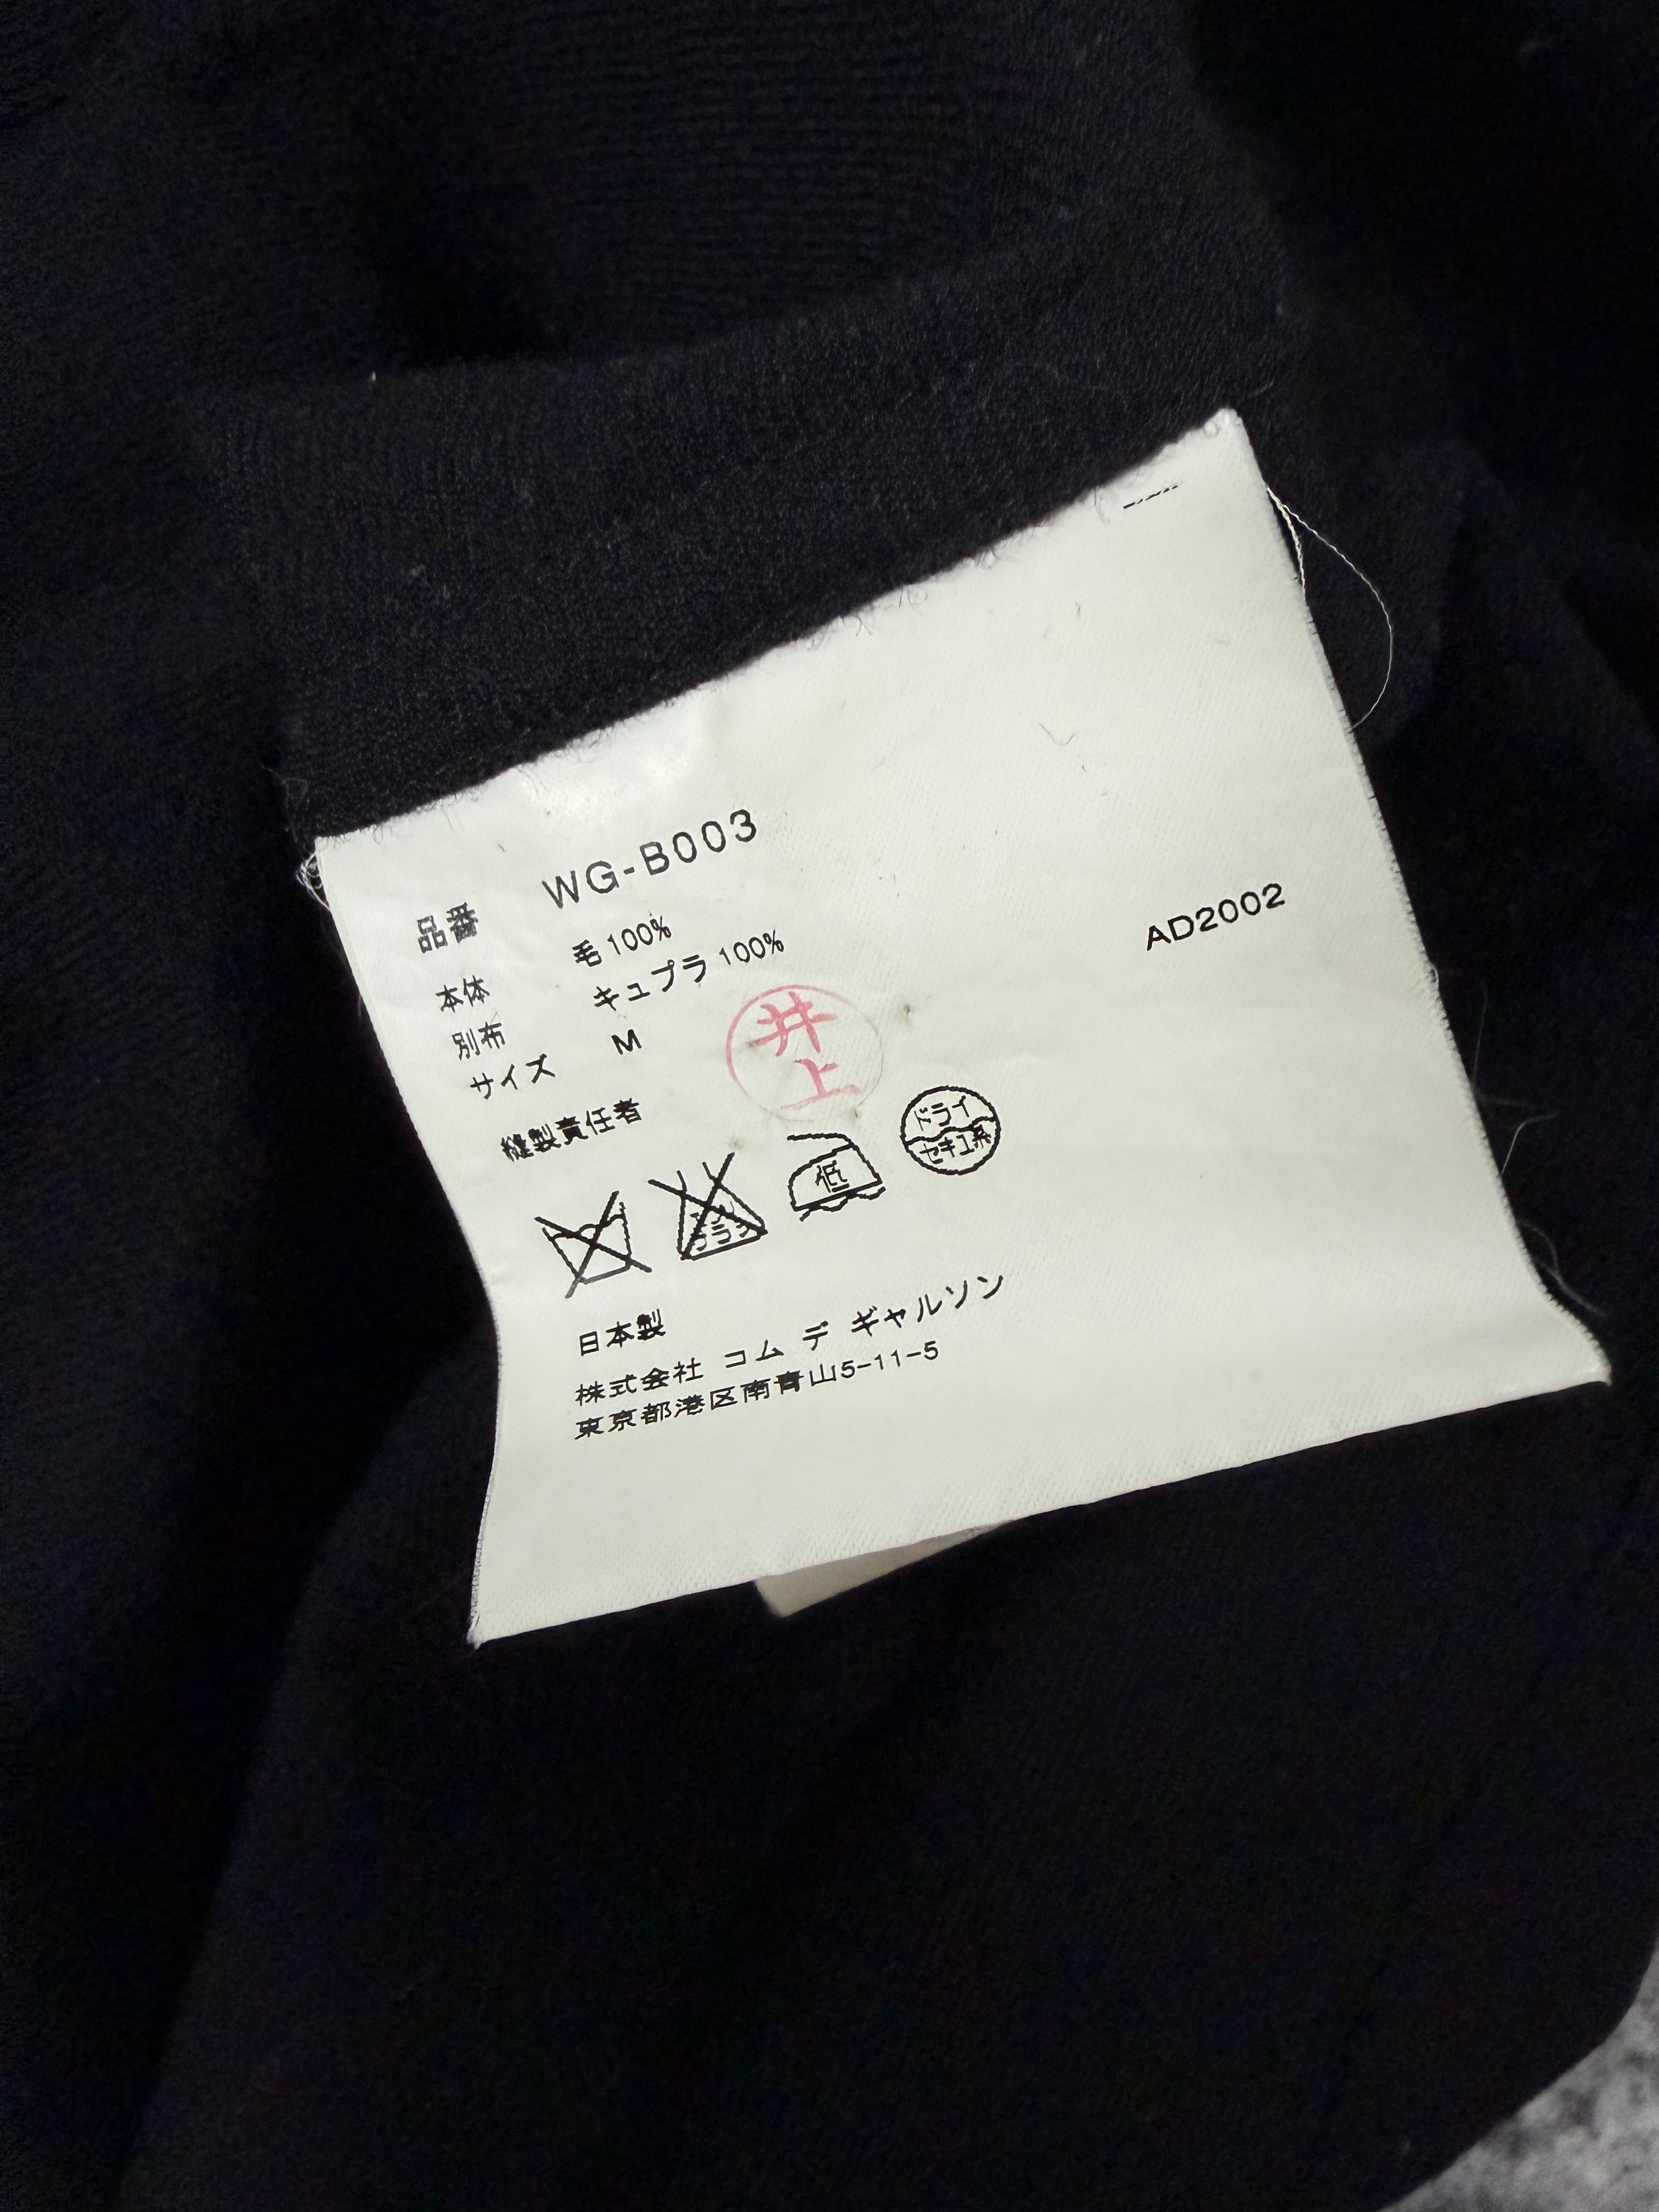 品番 WG-B003
本体 毛100%
別布 キュプラ 100%
サイズ M
AD2002
縫製責任者
井上
低
ドライ
セキユ系
日本製
株式会社 コム デ ギャルソン
東京都港区南青山5-11-5